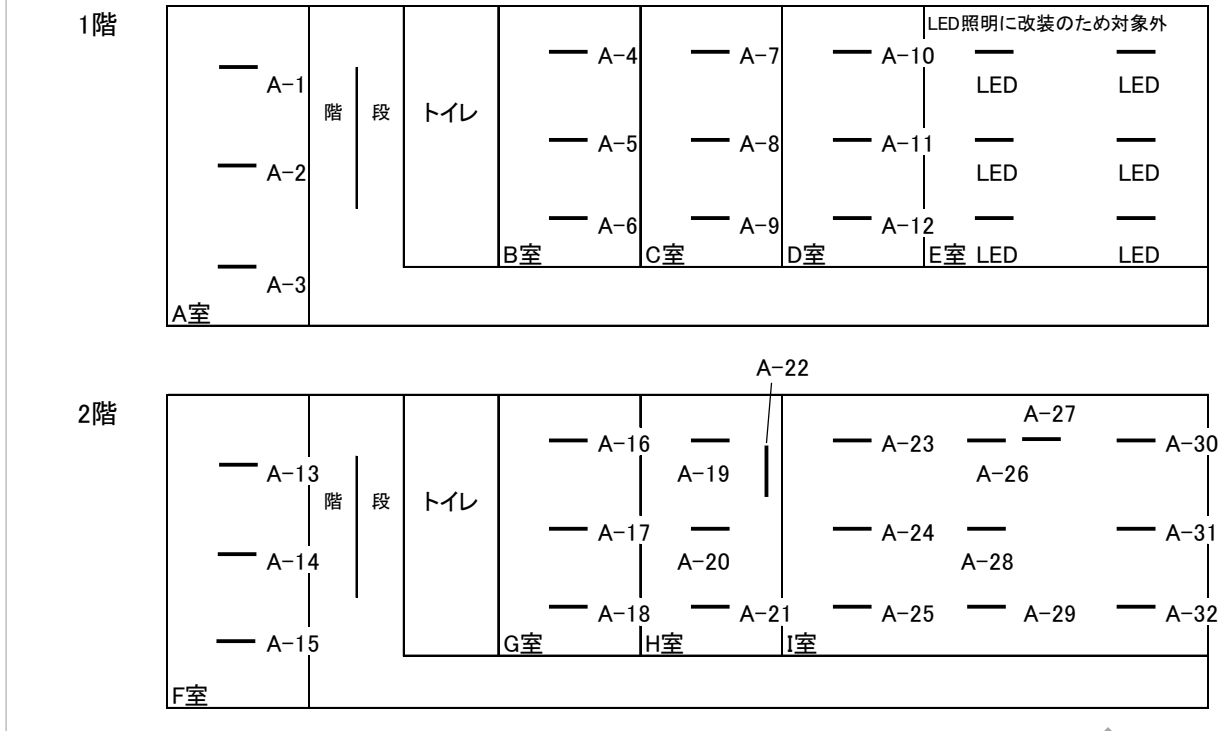 1階
LED照明に改装のため対象外
A-1
A-2
A-3
A室
階 段
トイレ
A-4
A-5
A-6
B室
A-7
A-8
A-9
C室
A-10
A-11
A-12
D室
LED LED
LED LED
E室 LED LED
2階
A-22
A-13
A-14
A-15
F室
階 段
トイレ
A-16
A-17
A-18
G室
A-19
A-20
A-21
H室
A-23
A-24
A-25
I室
A-27
A-26
A-28
A-29
A-30
A-31
A-32